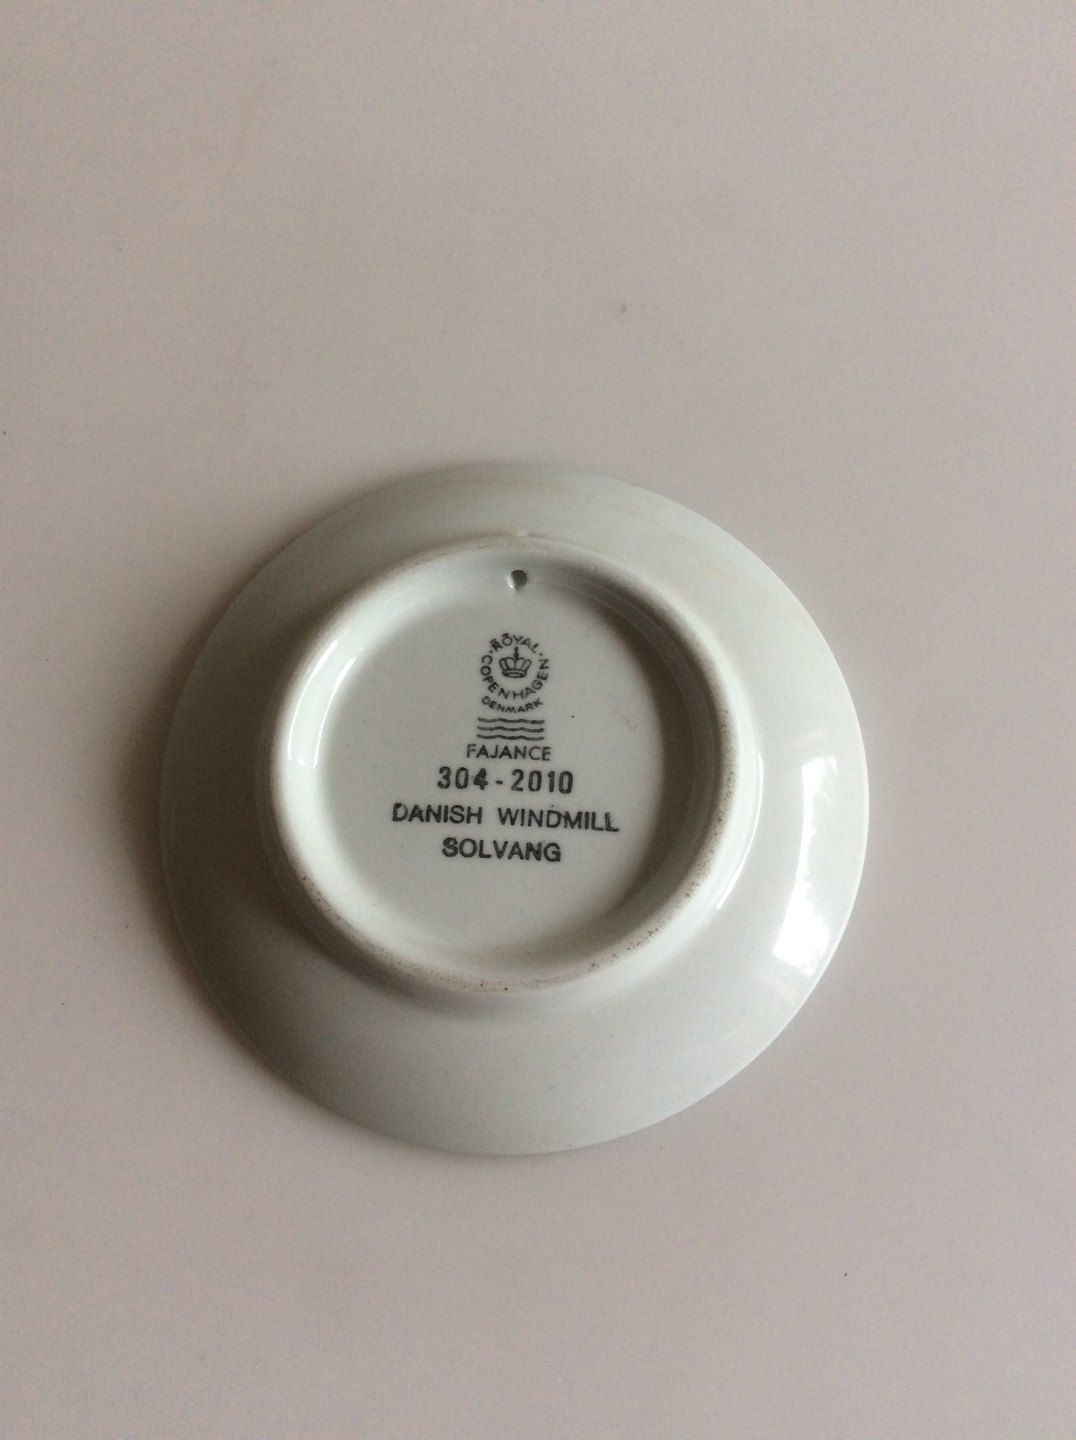 ROYAL
COPENHAGEN
DENMARK
FAJANCE
304-2010
DANISH WINDMILL
SOLVANG